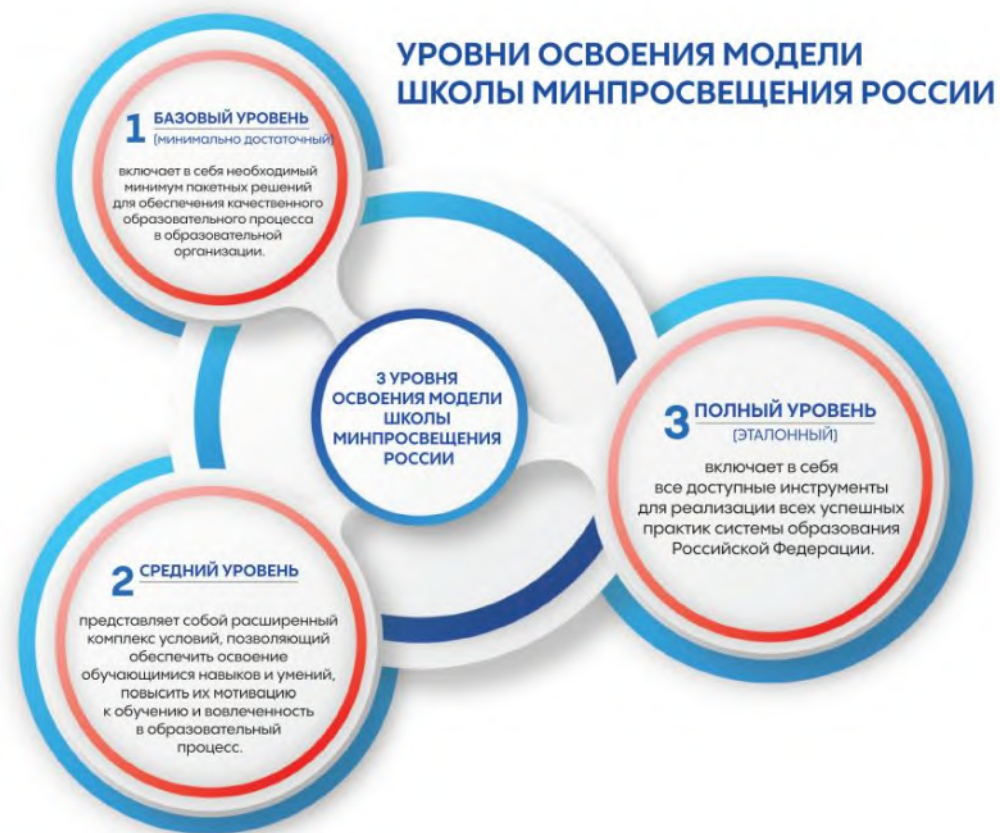 УРОВНИ ОСВОЕНИЯ МОДЕЛИ
ШКОЛЫ МИНПРОСВЕЩЕНИЯ РОССИИ
1 БАЗОВЫЙ УРОВЕНЬ
(минимально достаточный)
включает в себя необходимый
минимум пакетных решений
для обеспечения качественного
образовательного процесса
в образовательной
организации.
3 УРОВНЯ
ОСВОЕНИЯ МОДЕЛИ
ШКОЛЫ
МИНПРОСВЕЩЕНИЯ
РОССИИ
2 СРЕДНИЙ УРОВЕНЬ
представляет собой расширенный
комплекс условий, позволяющий
обеспечить освоение
обучающимися навыков и умений,
повысить их мотивацию
к обучению и вовлеченность
в образовательный
процесс.
3 ПОЛНЫЙ УРОВЕНЬ
(ЭТАЛОННЫЙ)
включает в себя
все доступные инструменты
для реализации всех успешных
практик системы образования
Российской Федерации.